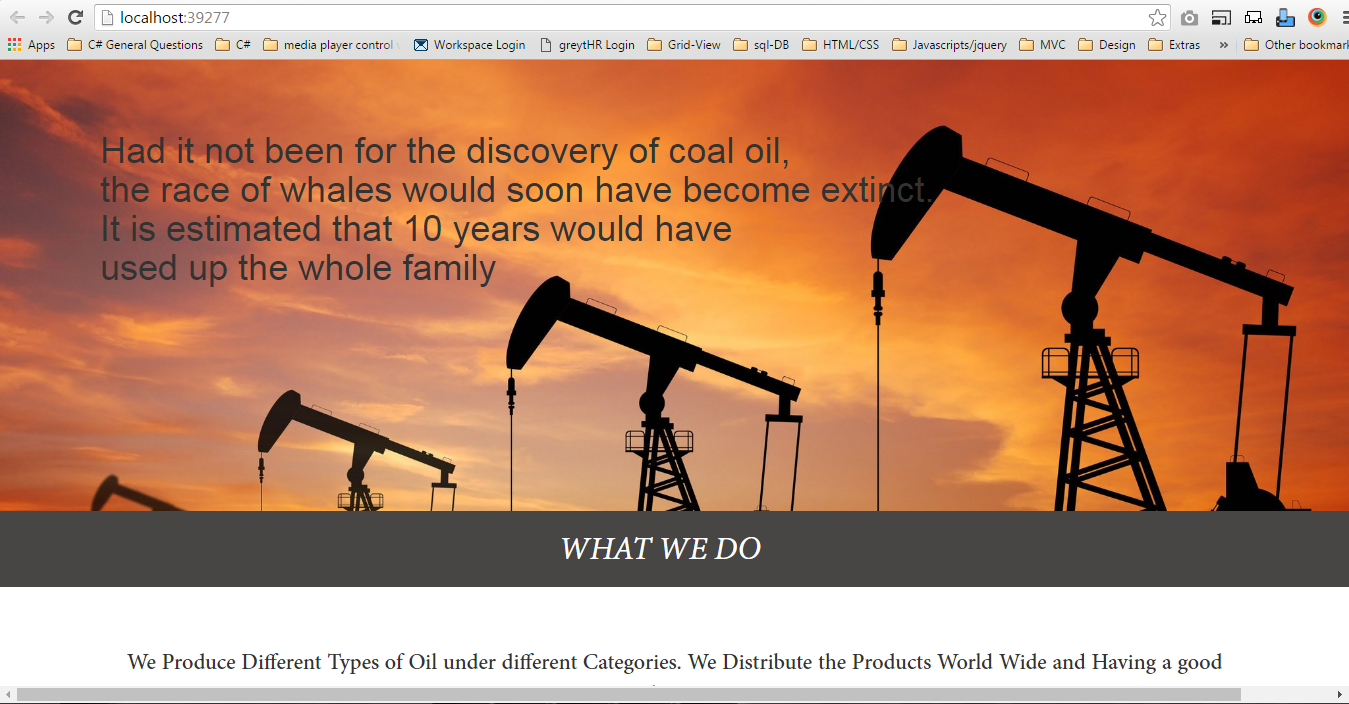 localhost:39277
Apps C# General Questions C# media player control Workspace Login greytHR Login Grid-View sql-DB HTML/CSS Javascripts/jquery MVC Design Extras » Other bookmark
Had it not been for the discovery of coal oil,
the race of whales would soon have become extinct.
It is estimated that 10 years would have
used up the whole family
WHAT WE DO
We Produce Different Types of Oil under different Categories. We Distribute the Products World Wide and Having a good